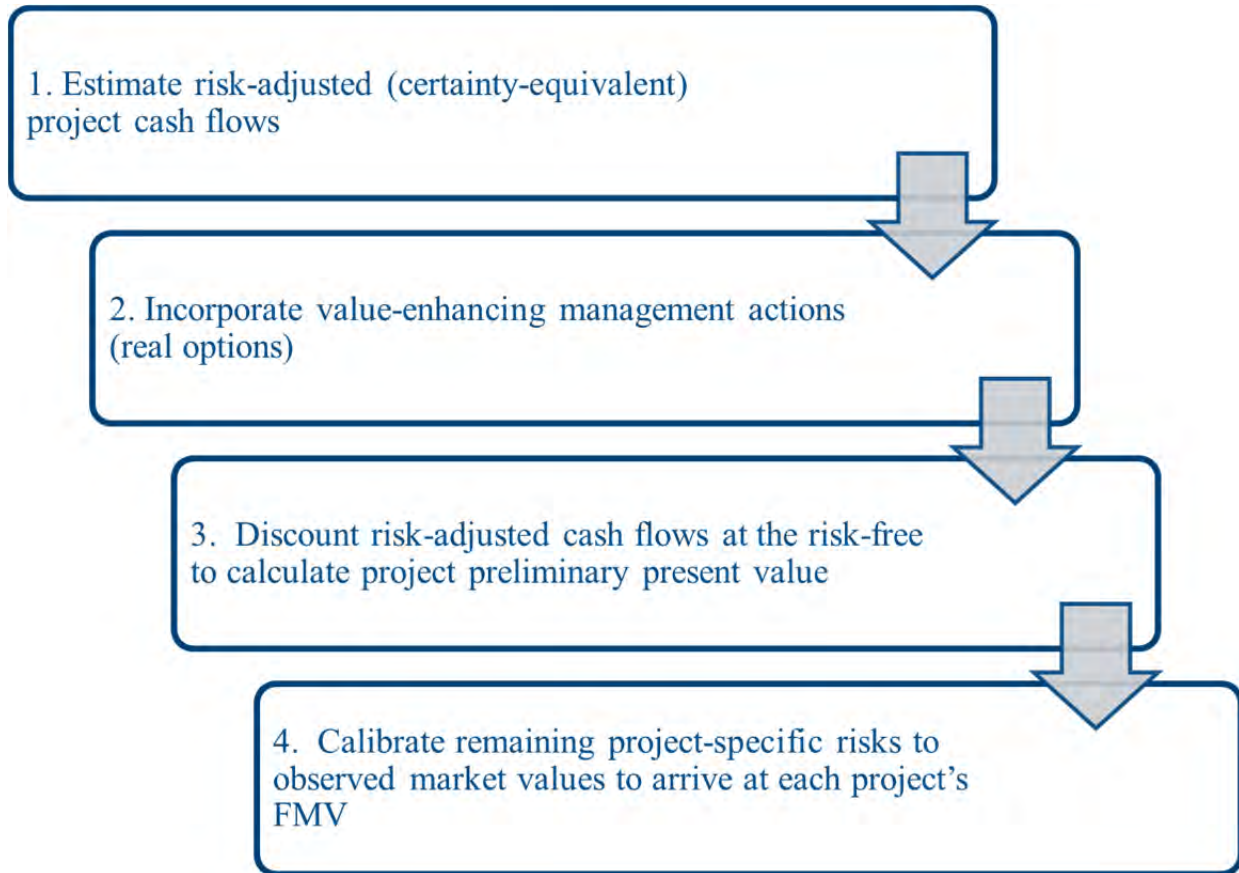 1. Estimate risk-adjusted (certainty-equivalent)
project cash flows
2. Incorporate value-enhancing management actions
(real options)
3. Discount risk-adjusted cash flows at the risk-free
to calculate project preliminary present value
4. Calibrate remaining project-specific risks to
observed market values to arrive at each project’s
FMV